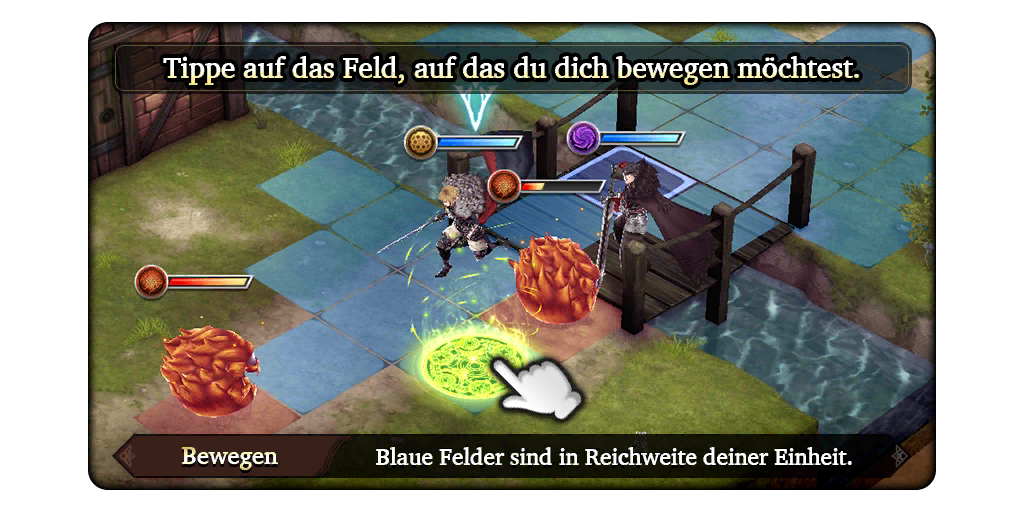 Tippe auf das Feld, auf das du dich bewegen möchtest.
Bewegen
Blaue Felder sind in Reichweite deiner Einheit.